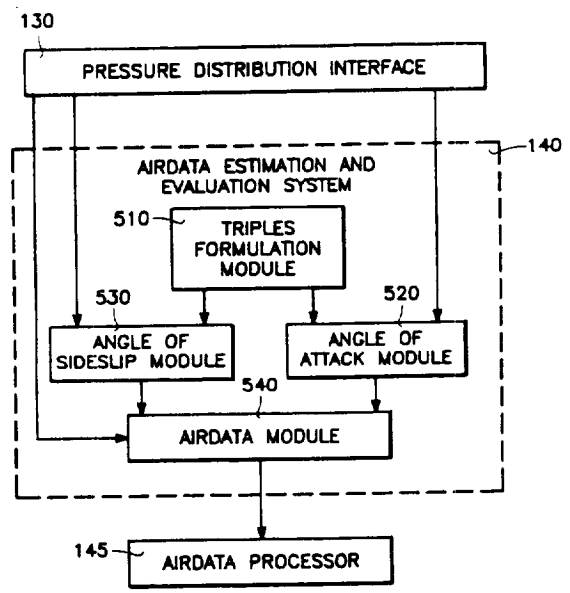 130
PRESSURE DISTRIBUTION INTERFACE
140
AIRDATA ESTIMATION AND
EVALUATION SYSTEM
510
TRIPLES
FORMULATION
MODULE
530
ANGLE OF
SIDESLIP MODULE
520
ANGLE OF
ATTACK MODULE
540
AIRDATA MODULE
145
AIRDATA PROCESSOR